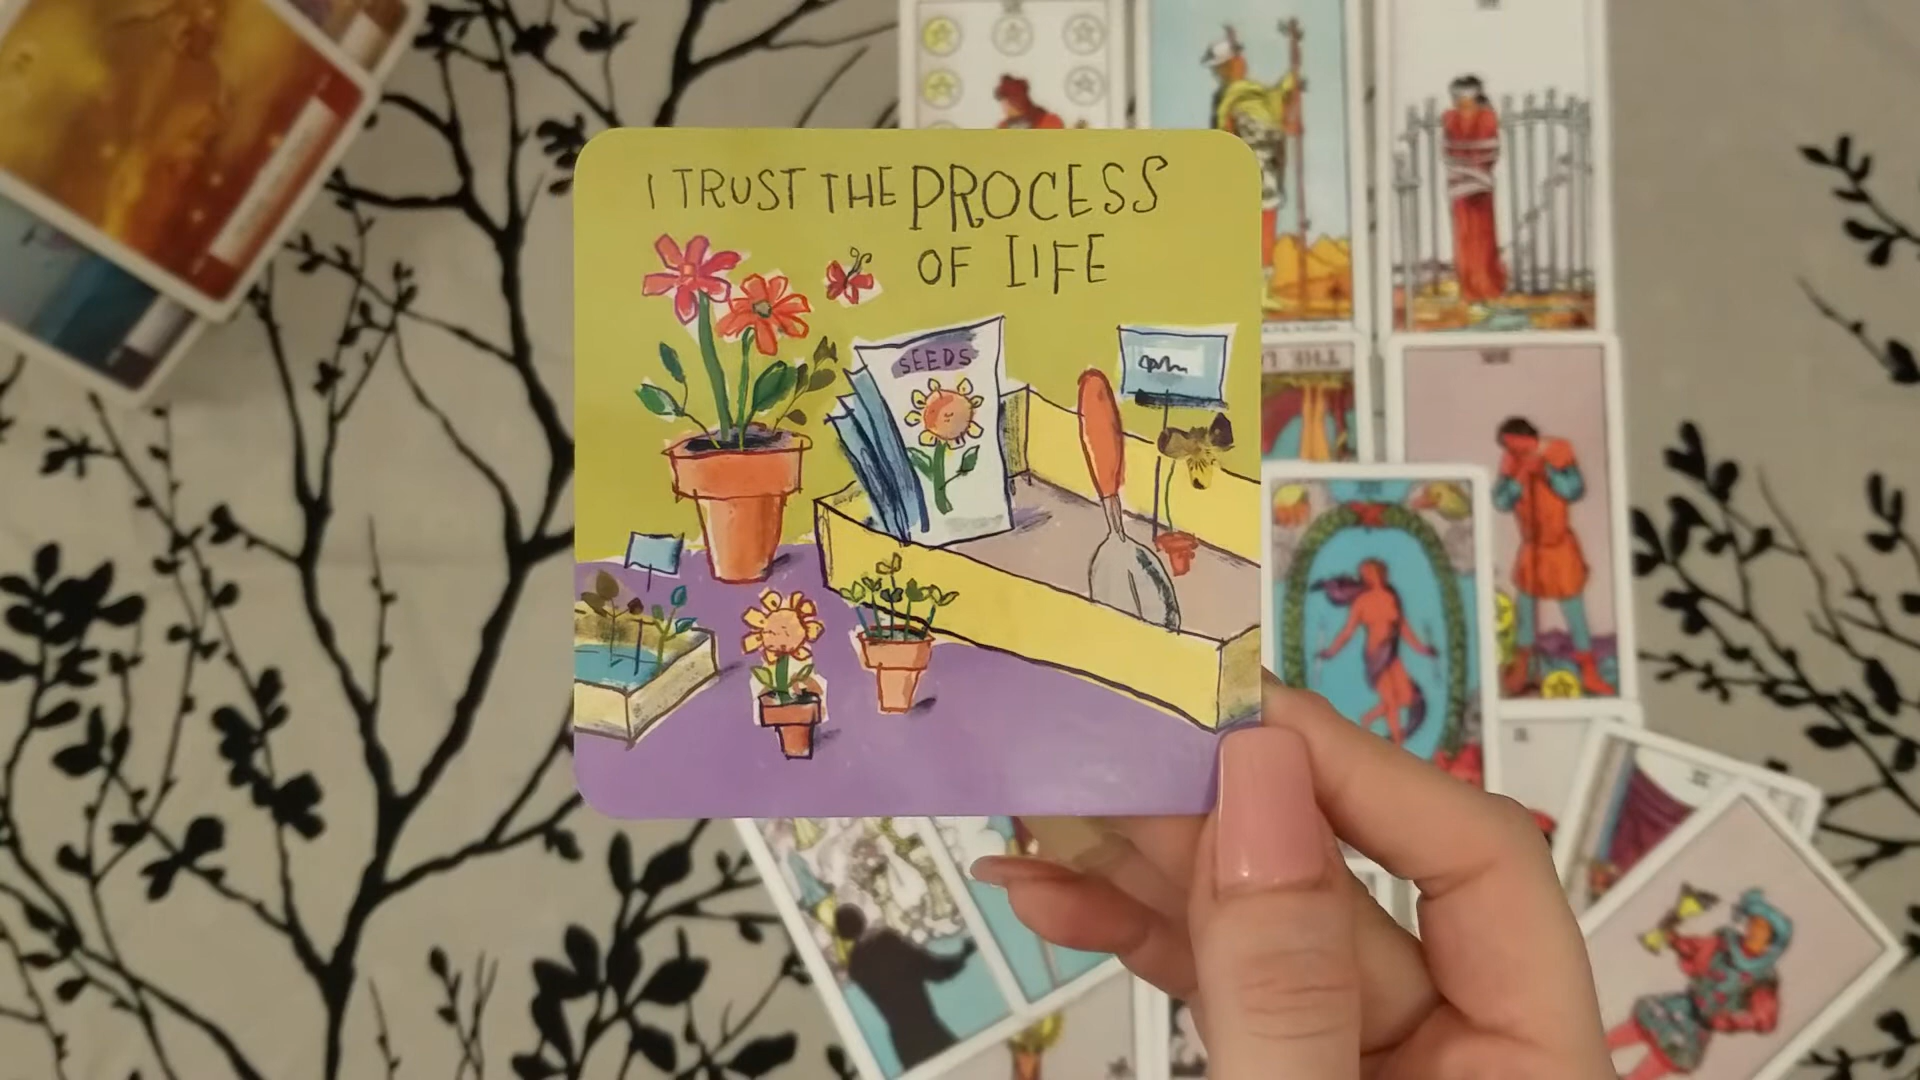 I TRUST THE PROCESS
OF LIFE
SEEDS